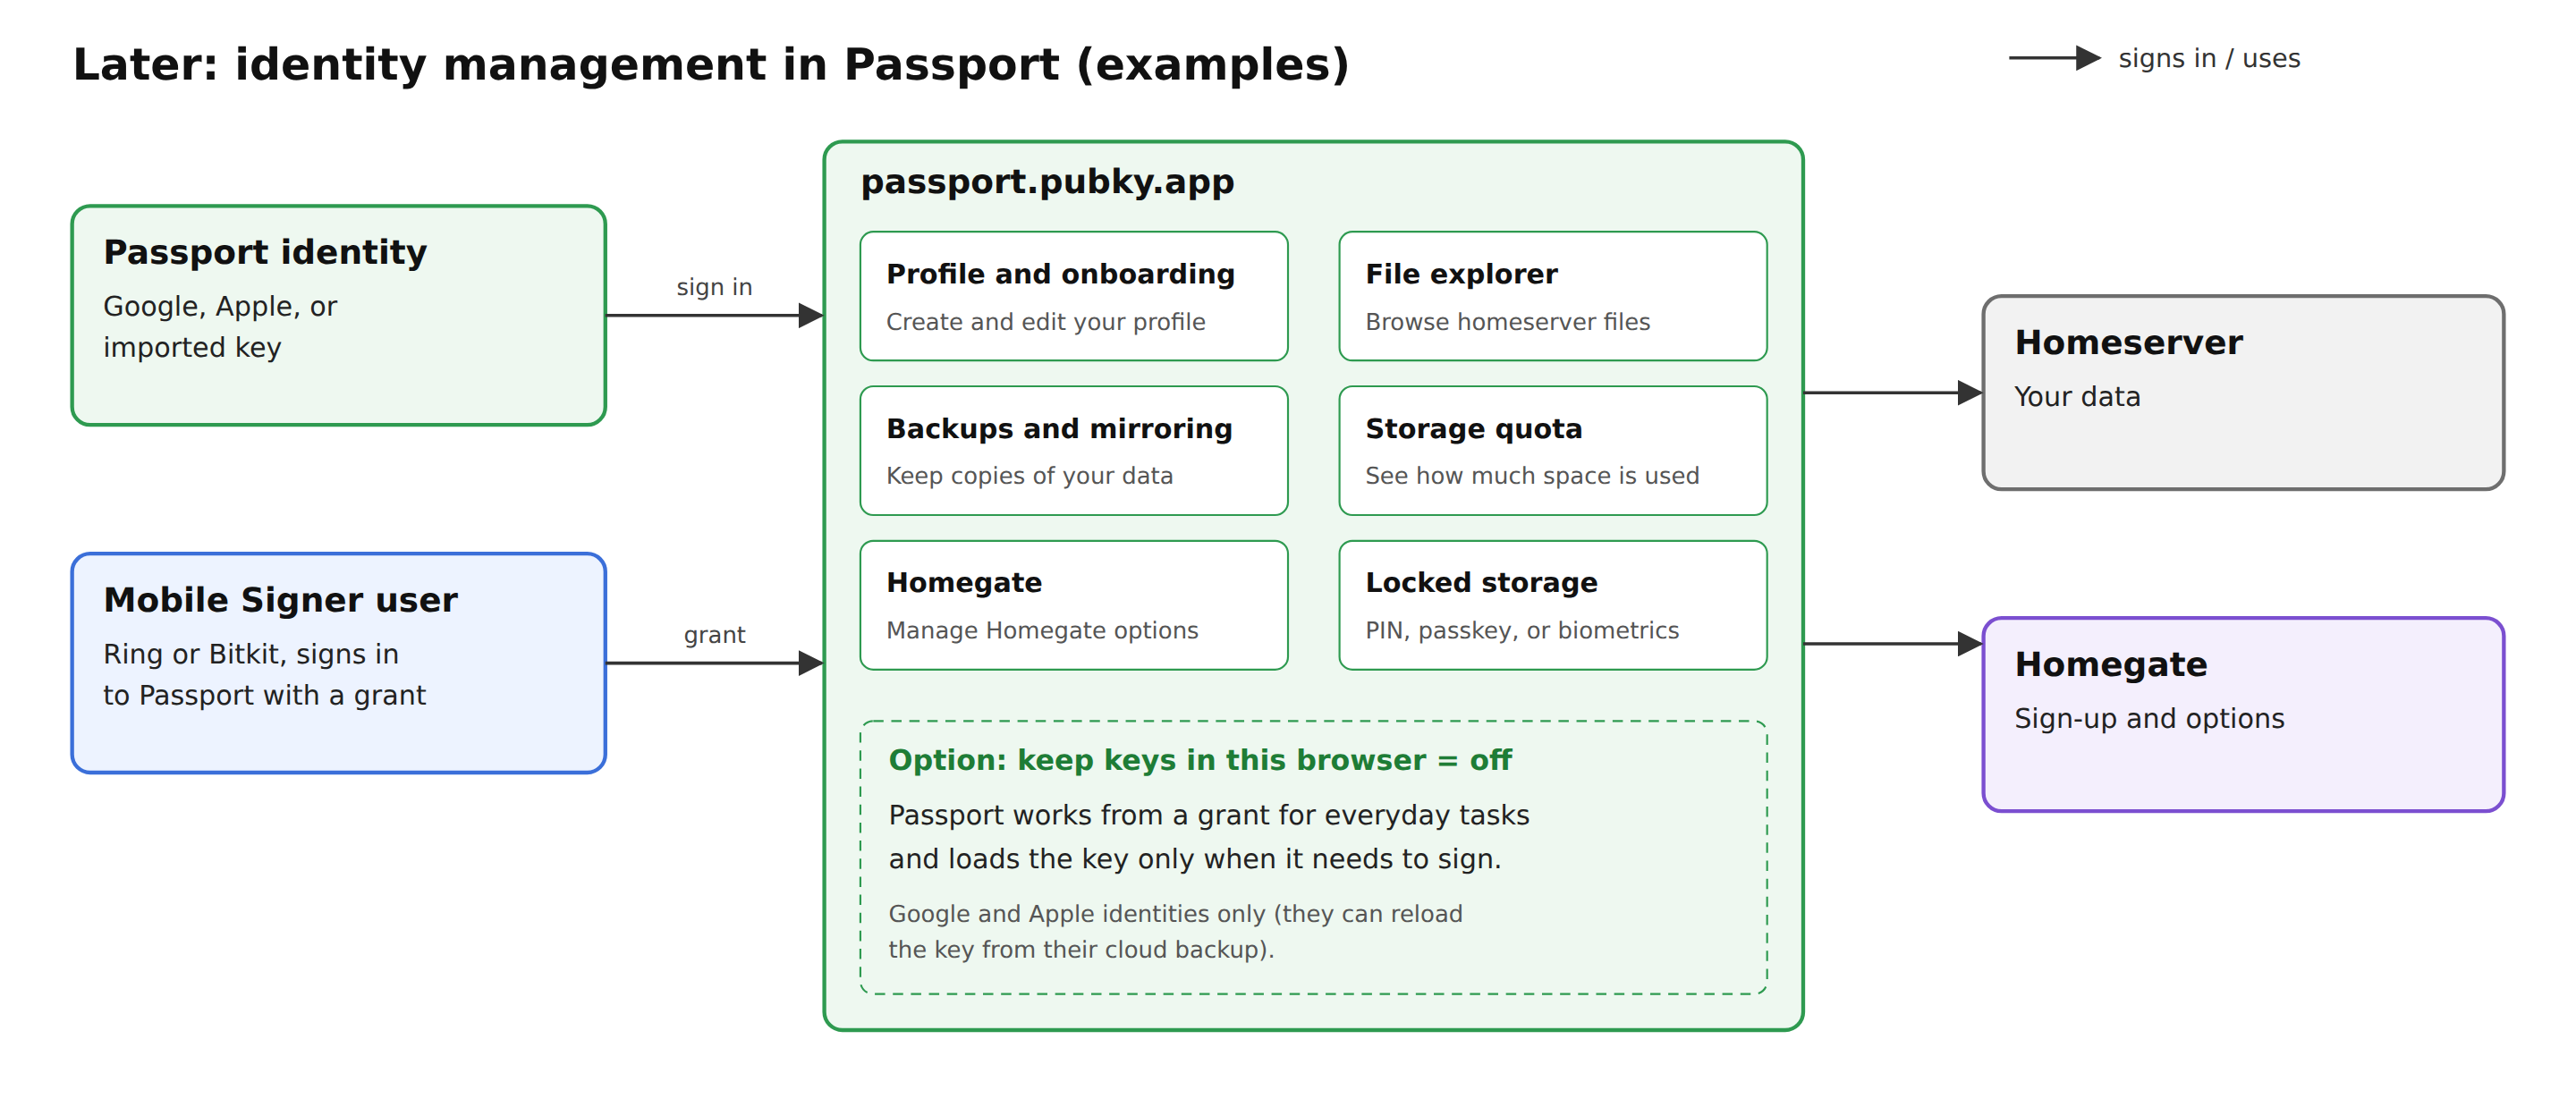 Later: identity management in Passport (examples)
signs in / uses
Passport identity
Google, Apple, or
imported key
sign in
Mobile Signer user
Ring or Bitkit, signs in
to Passport with a grant
grant
passport.pubky.app
Profile and onboarding
Create and edit your profile
File explorer
Browse homeserver files
Backups and mirroring
Keep copies of your data
Storage quota
See how much space is used
Homegate
Manage Homegate options
Locked storage
PIN, passkey, or biometrics
Option: keep keys in this browser = off
Passport works from a grant for everyday tasks
and loads the key only when it needs to sign.
Google and Apple identities only (they can reload
the key from their cloud backup).
Homeserver
Your data
Homegate
Sign-up and options